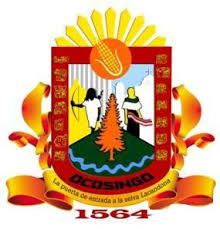 OCOSINGO
La puerta de entrada a la selva Lacandona
1564